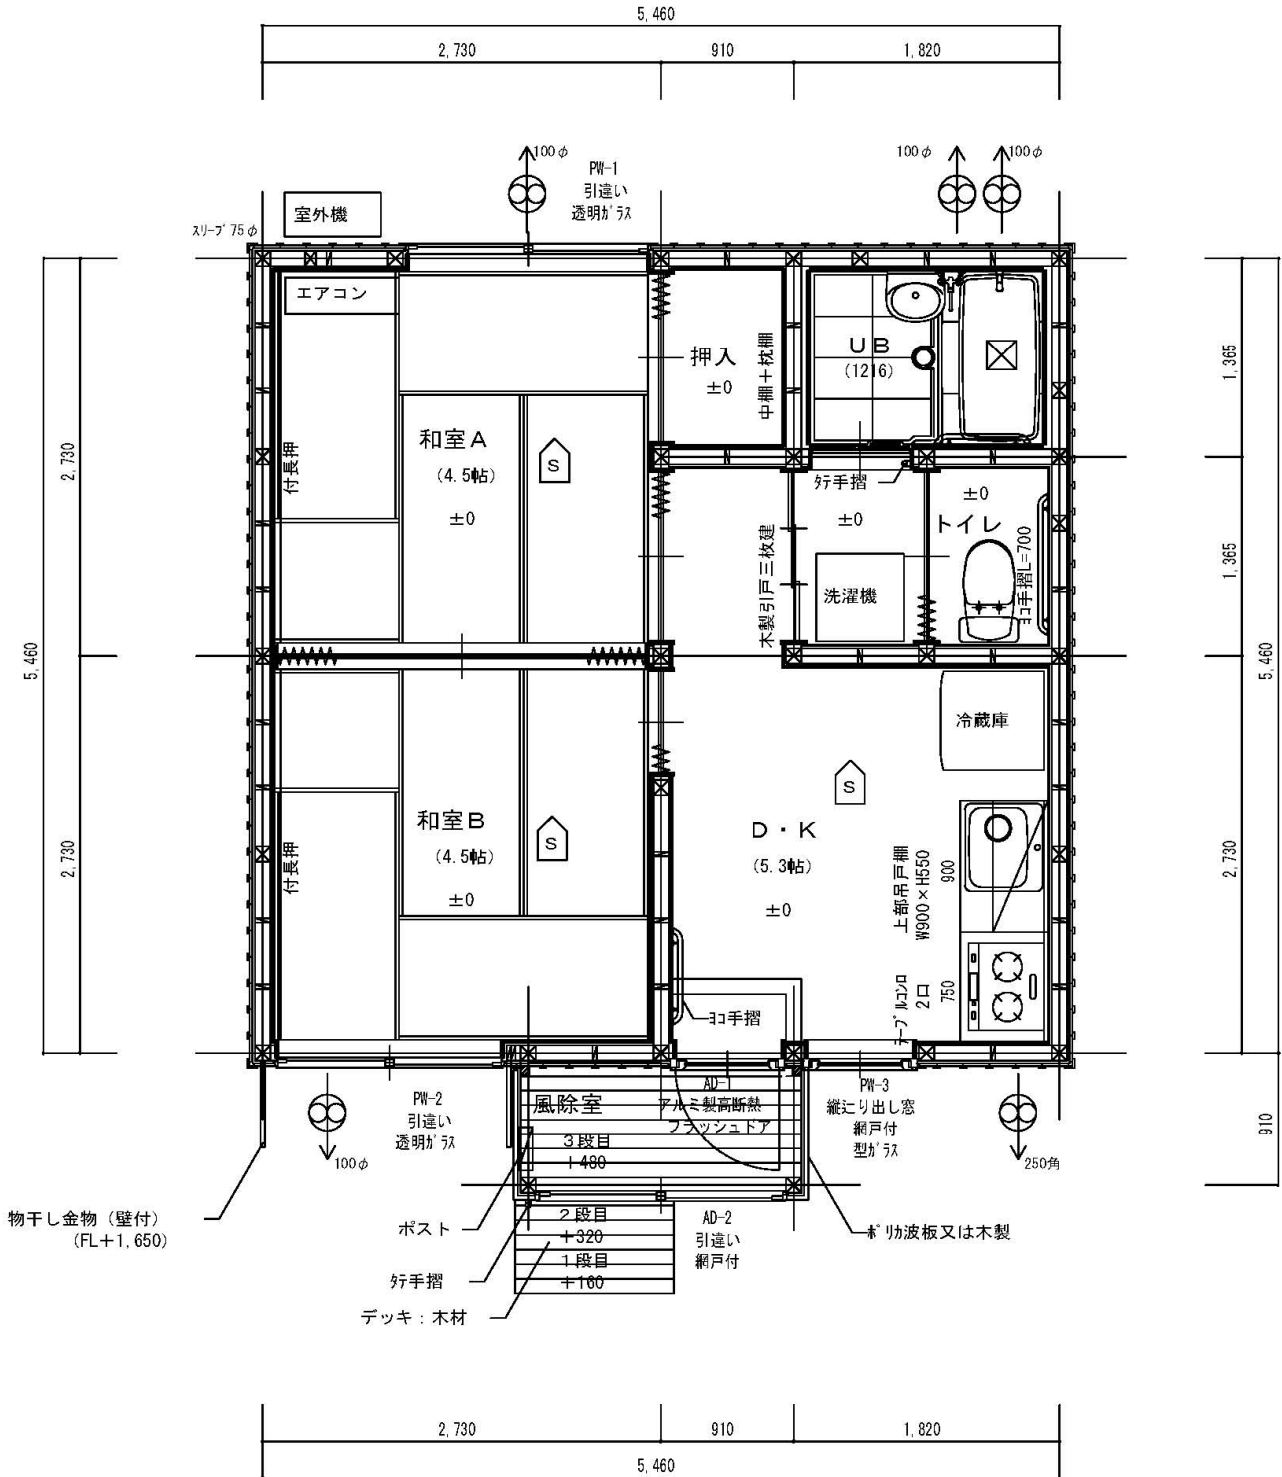 5,460
2,730
910
1,820
100φ
100φ
100φ
PW-1
引違い
透明ガラス
室外機
スリーブ75φ
エアコン
押入
±0
中棚＋枕棚
UB
(1216)
1,365
和室A
(4.5帖)
±0
S
付長押
2,730
タテ手摺
±0
±0
トイレ
ヨコ手摺L=700
木製引戸三枚建
洗濯機
1,365
5,460
5,460
冷蔵庫
S
和室B
(4.5帖)
±0
S
付長押
2,730
D・K
(5.3帖)
±0
上部吊戸棚
W900×H550
900
2,730
テーブルコンロ
2口
750
ヨコ手摺
AD-1
アルミ製高断熱
フラッシュドア
PW-3
縦辷り出し窓
網戸付
型ガラス
PW-2
引違い
透明ガラス
風除室
3段目
+480
100φ
250角
910
物干し金物（壁付）
(FL＋1,650)
ポスト
2段目
+320
1段目
+160
AD-2
引違い
網戸付
ポリカ波板又は木製
タテ手摺
デッキ：木材
2,730
910
1,820
5,460